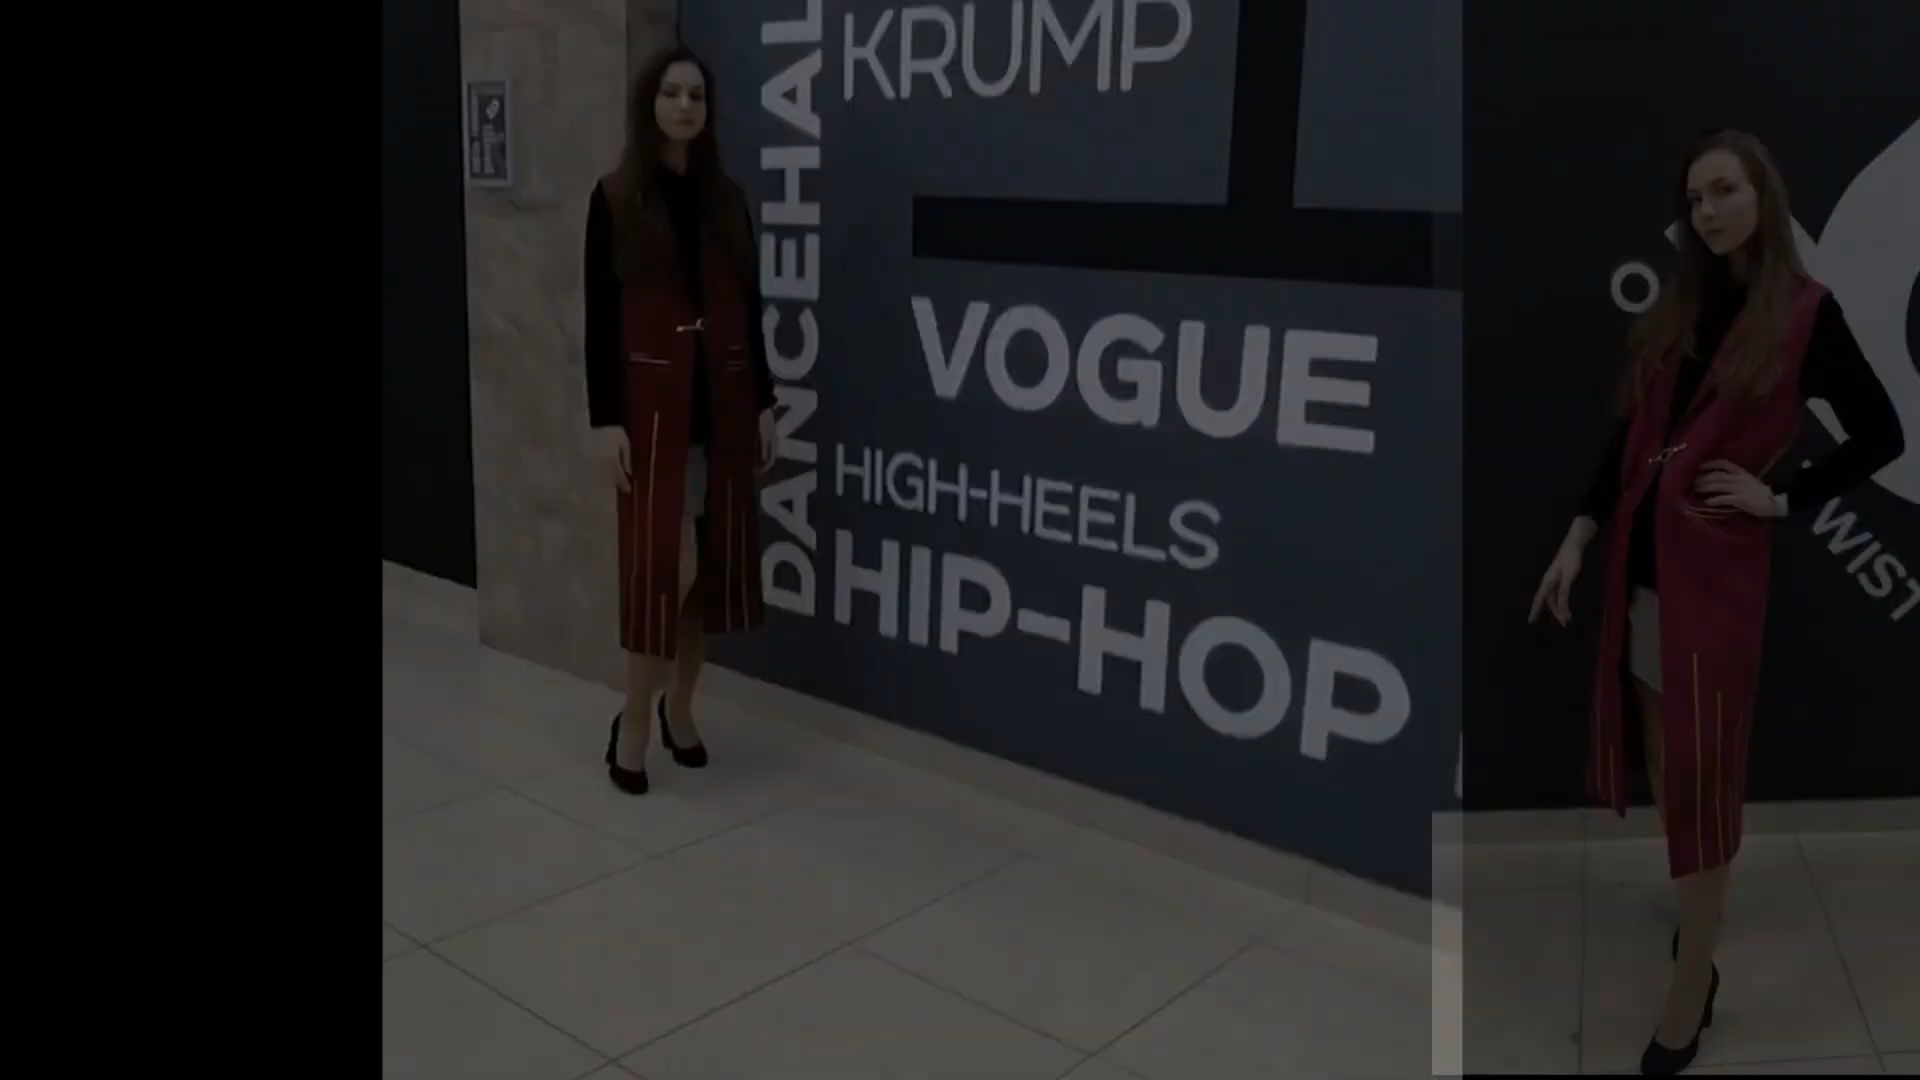 KRUMP
DANCEHAL
VOGUE
HIGH-HEELS
HIP-HOP
WIST